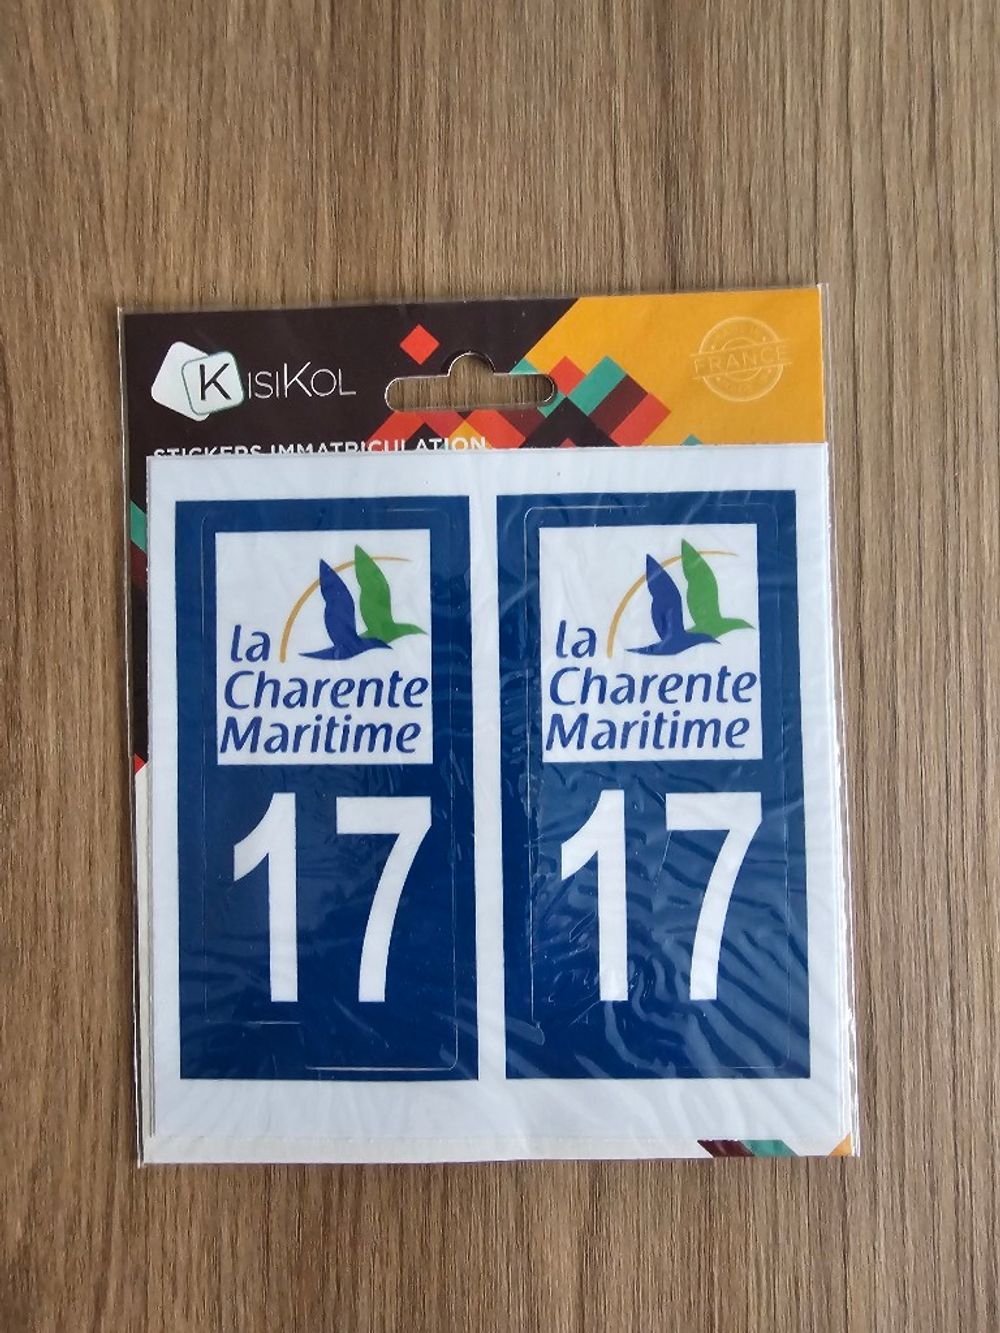 KISIKOL
FRANCE
STICKERS IMMATRICULATION
la
Charente
Maritime
17
la
Charente
Maritime
17